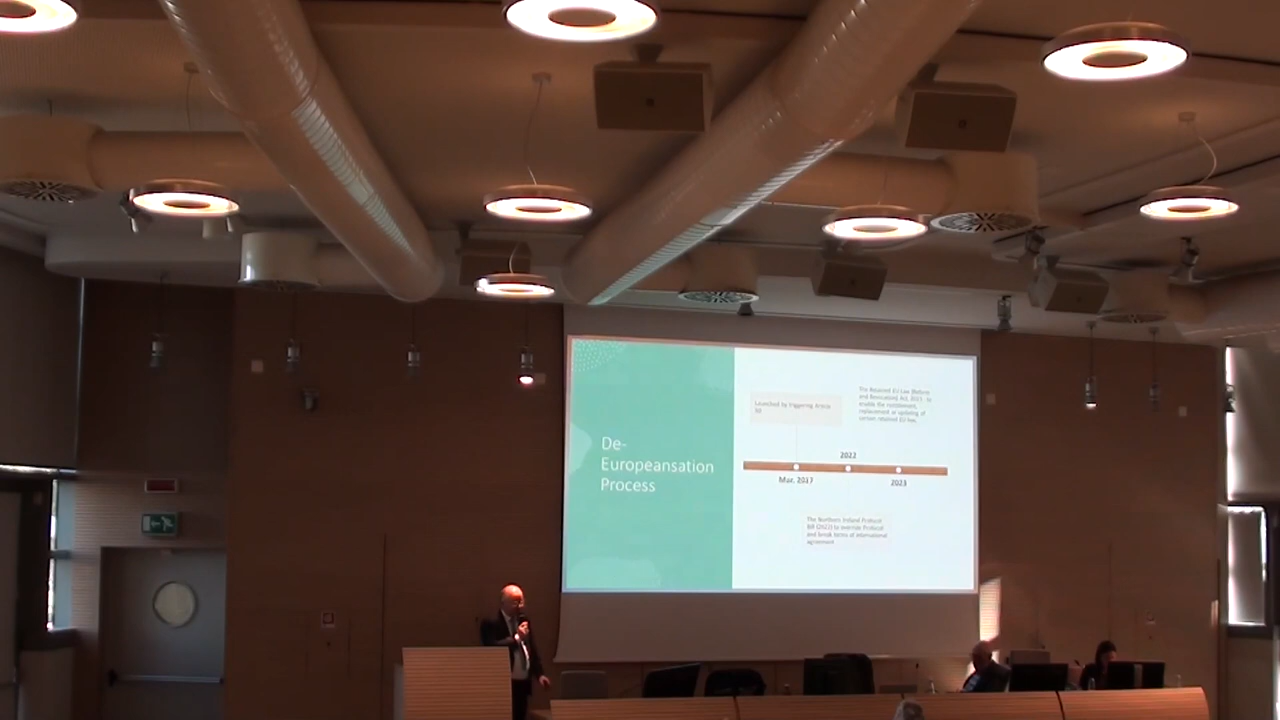 De-
Europeansation
Process
Launched by triggering Article
50
The Retained EU Law (Reform
and Revocation) Act, 2023 - to
enable the restatement,
replacement or updating of
certain retained EU law.
2022
Mar. 2017
2023
The Northern Ireland Protocol
Bill (2022) to override Protocol
and break terms of international
agreement